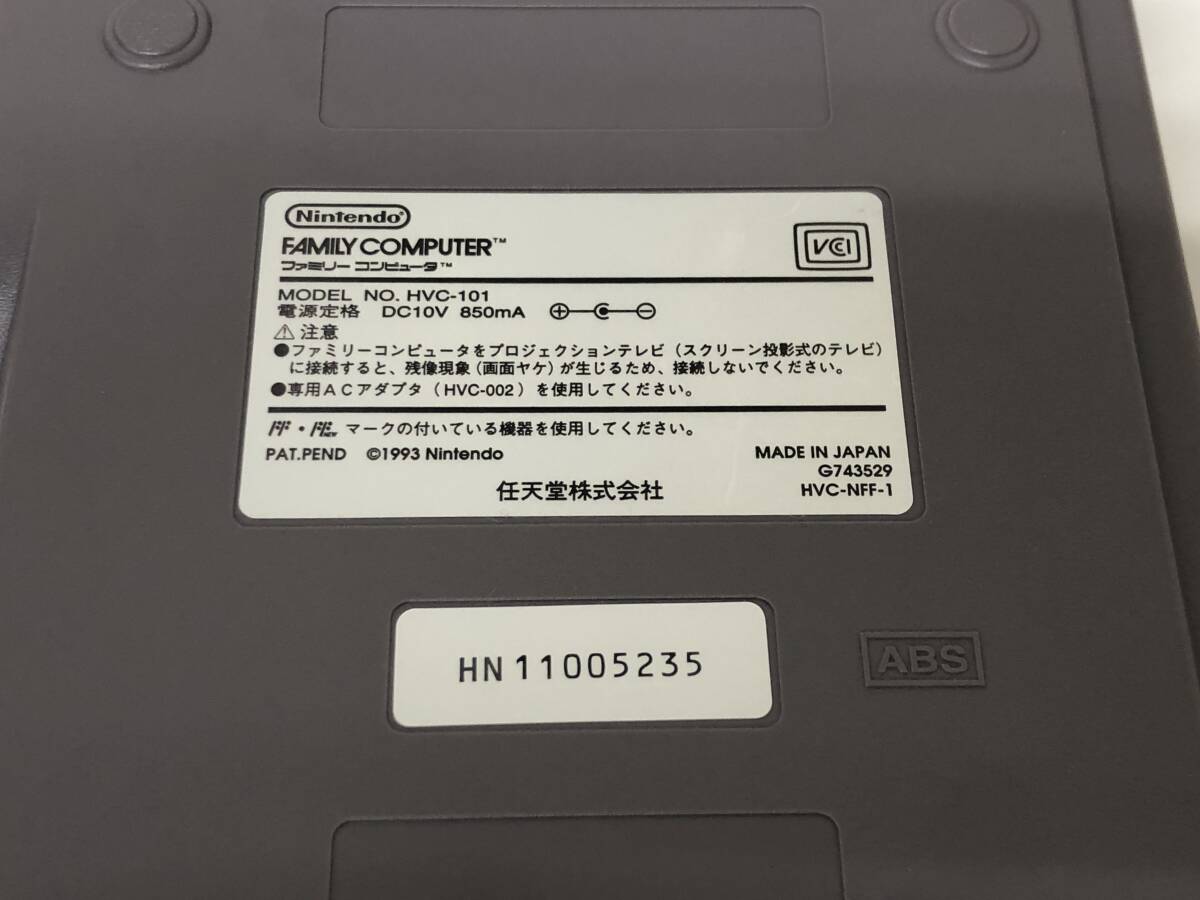 Nintendo®
FAMILY COMPUTER™
ファミリー コンピュータ™
VCCI
MODEL NO. HVC-101
電源定格 DC10V 850mA
⚠注意
●ファミリーコンピュータをプロジェクションテレビ(スクリーン投影式のテレビ)
に接続すると、残像現象(画面ヤケ)が生じるため、接続しないでください。
●専用ACアダプタ(HVC-002)を使用してください。
FF・FF NEW マークの付いている機器を使用してください。
PAT.PEND ©1993 Nintendo
MADE IN JAPAN
G743529
HVC-NFF-1
任天堂株式会社
HN11005235
ABS